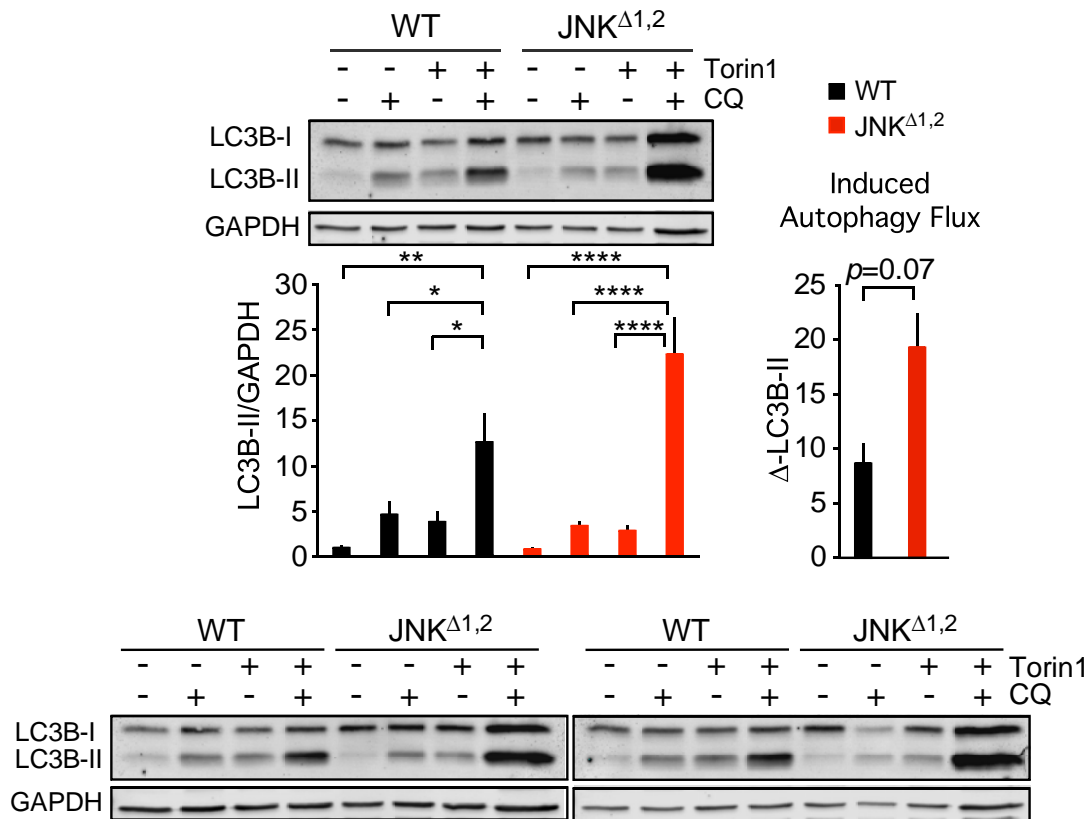 WT JNKΔ1,2
- - + + - - + + Torin1
- + - + - + - + CQ
LC3B-I
LC3B-II
GAPDH
WT
JNKΔ1,2
Induced
Autophagy Flux
LC3B-II/GAPDH
30
25
20
15
10
5
0
** ****
* ****
* ****
Δ-LC3B-II
p=0.07
25
20
15
10
5
0
WT JNKΔ1,2 WT JNKΔ1,2
- - + + - - + + - - + + - - + + Torin1
- + - + - + - + - + - + - + - + CQ
LC3B-I
LC3B-II
GAPDH